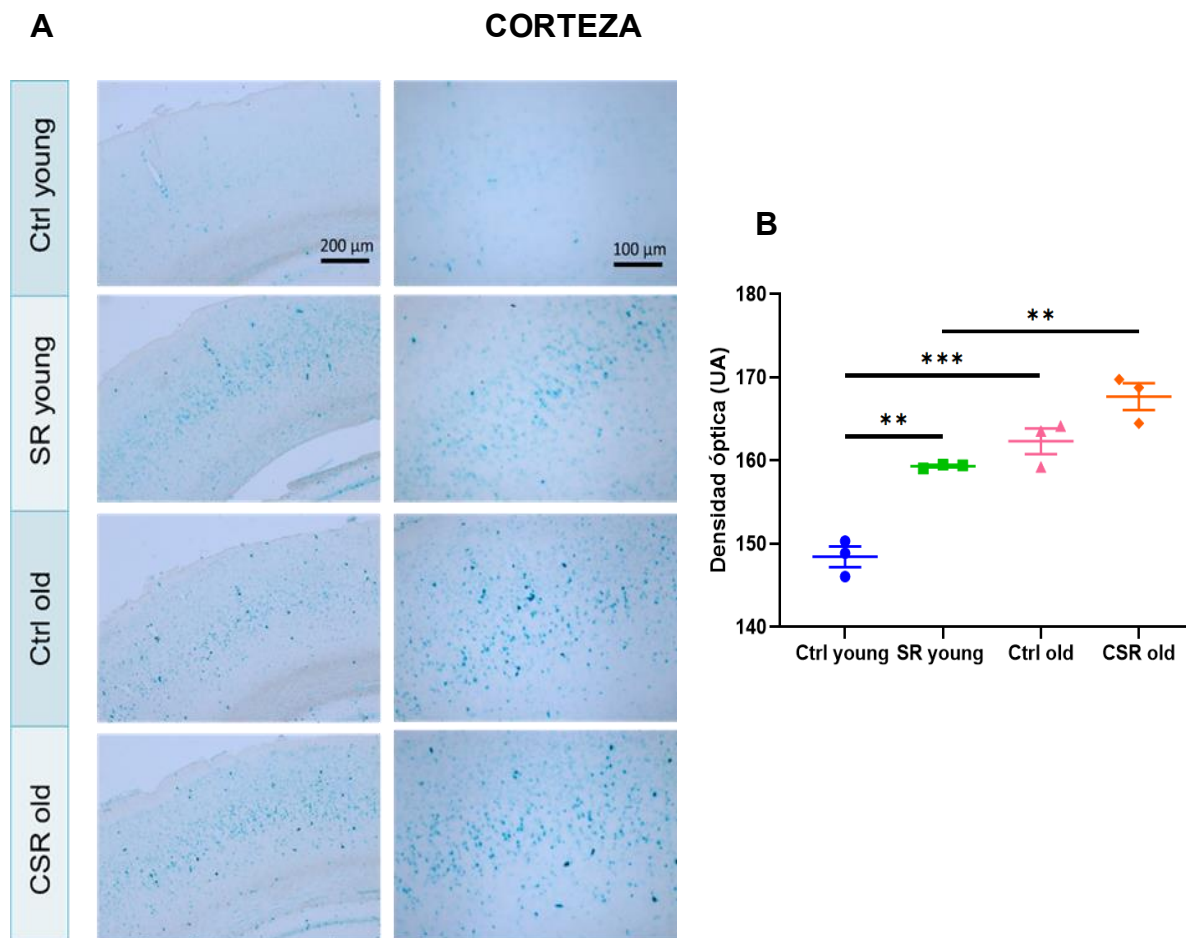 A
CORTEZA
Ctrl young
200 µm
100 µm
SR young
Ctrl old
CSR old
B
Densidad óptica (UA)
180
170
160
150
140
**
***
**
Ctrl young SR young Ctrl old CSR old